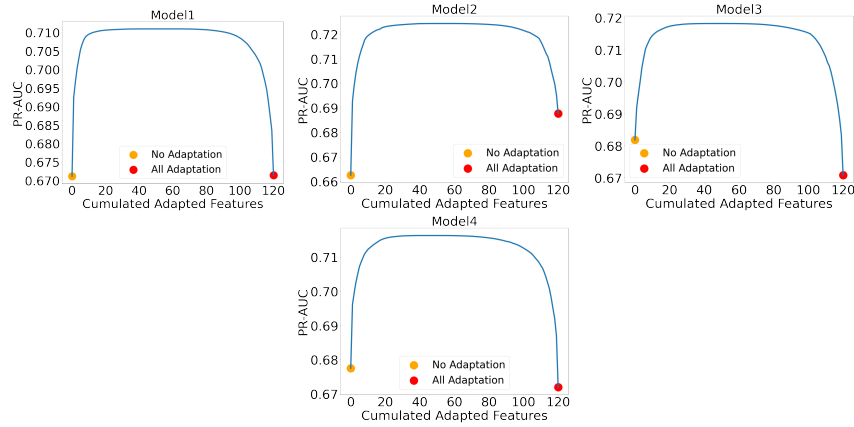 Model1
PR-AUC
0.710
0.705
0.700
0.695
0.690
0.685
0.680
0.675
0.670
No Adaptation
All Adaptation
0 20 40 60 80 100 120
Cumulated Adapted Features
Model2
PR-AUC
0.72
0.71
0.70
0.69
0.68
0.67
0.66
No Adaptation
All Adaptation
0 20 40 60 80 100 120
Cumulated Adapted Features
Model3
PR-AUC
0.72
0.71
0.70
0.69
0.68
0.67
No Adaptation
All Adaptation
0 20 40 60 80 100 120
Cumulated Adapted Features
Model4
PR-AUC
0.71
0.70
0.69
0.68
0.67
No Adaptation
All Adaptation
0 20 40 60 80 100 120
Cumulated Adapted Features